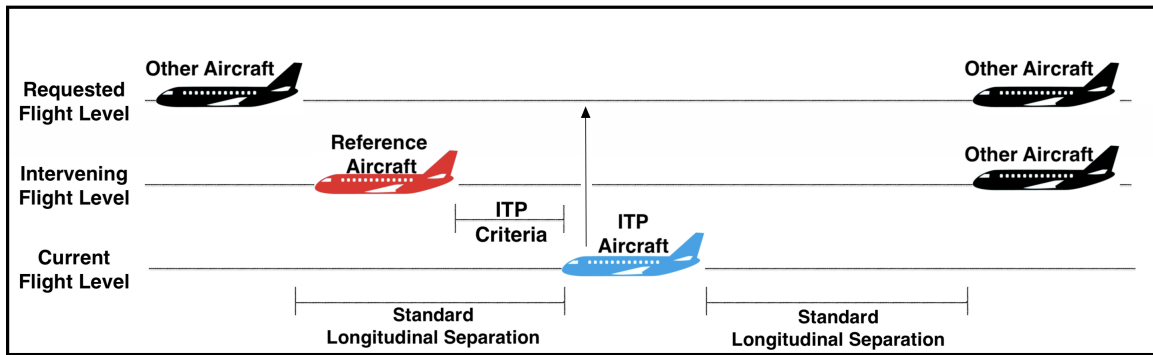 Other Aircraft
Other Aircraft
Requested
Flight Level
Reference
Aircraft
Other Aircraft
Intervening
Flight Level
ITP
Criteria
ITP
Aircraft
Current
Flight Level
Standard
Longitudinal Separation
Standard
Longitudinal Separation